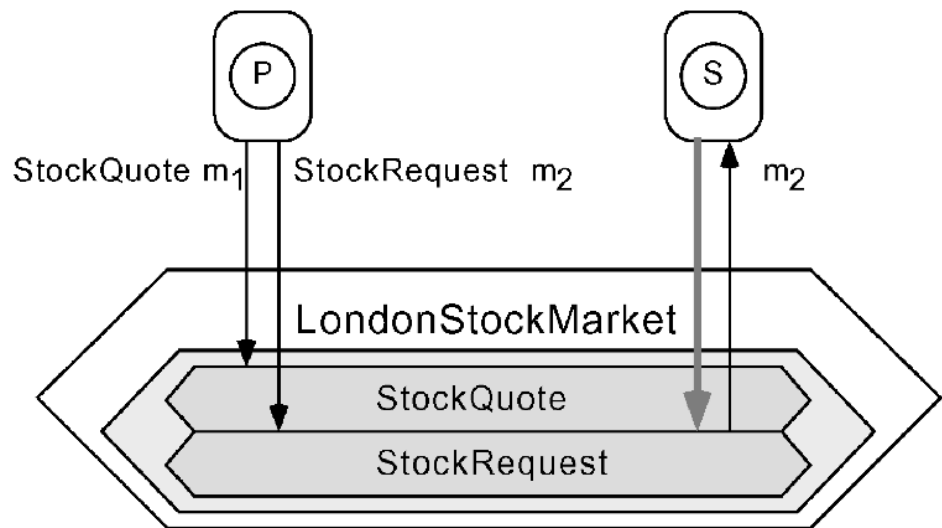 P
S
StockQuote m1
StockRequest m2
m2
LondonStockMarket
StockQuote
StockRequest